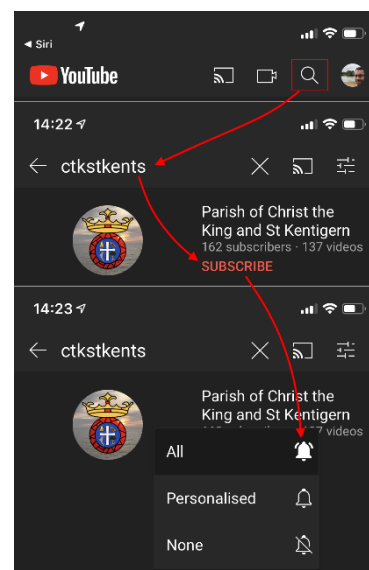 Siri
YouTube
14:22
ctkstkents
Parish of Christ the
King and St Kentigern
162 subscribers · 137 videos
SUBSCRIBE
14:23
ctkstkents
Parish of Christ the
King and St Kentigern
videos
All
Personalised
None